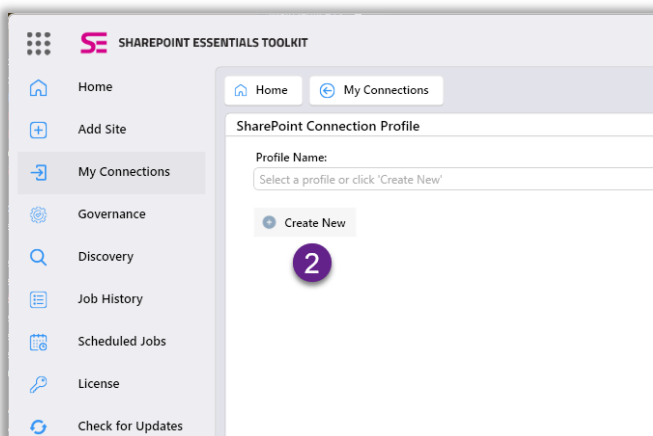 SE SHAREPOINT ESSENTIALS TOOLKIT
Home
Add Site
My Connections
Governance
Discovery
Job History
Scheduled Jobs
License
Check for Updates
Home My Connections
SharePoint Connection Profile
Profile Name:
Select a profile or click 'Create New'
Create New
2